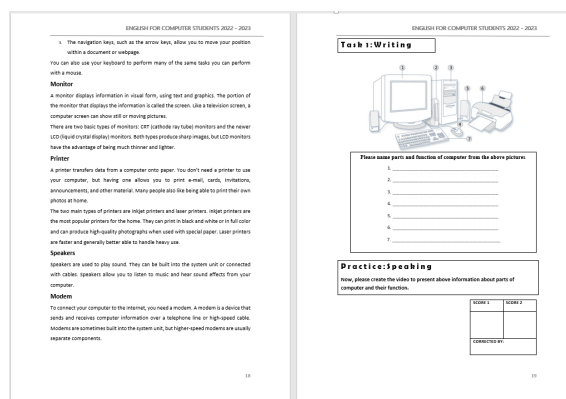 ENGLISH FOR COMPUTER STUDENTS 2022 – 2023
The navigation keys, such as the arrow keys, allow you to move your position
within a document or webpage.
You can also use your keyboard to perform many of the same tasks you can perform
with a mouse.
Monitor
A monitor displays information in visual form, using text and graphics. The portion of
the monitor that displays the information is called the screen. Like a television screen, a
computer screen can show still or moving pictures.
There are two basic types of monitors: CRT (cathode ray tube) monitors and the newer
LCD (liquid crystal display) monitors. Both types produce sharp images, but LCD monitors
have the advantage of being much thinner and lighter.
Printer
A printer transfers data from a computer onto paper. You don't need a printer to use
your computer, but having one allows you to print e-mail, cards, invitations,
announcements, and other material. Many people also like being able to print their own
photos at home.
The two main types of printers are inkjet printers and laser printers. Inkjet printers are
the most popular printers for the home. They can print in black and white or in full color
and can produce high-quality photographs when used with special paper. Laser printers
are faster and generally better able to handle heavy use.
Speakers
Speakers are used to play sound. They can be built into the system unit or connected
with cables. Speakers allow you to listen to music and hear sound effects from your
computer.
Modem
To connect your computer to the Internet, you need a modem. A modem is a device that
sends and receives computer information over a telephone line or high-speed cable.
Modems are sometimes built into the system unit, but higher-speed modems are usually
separate components.
18
ENGLISH FOR COMPUTER STUDENTS 2022 – 2023
Task 1: Writing
1 2 3
5 6
4
7
Please name parts and function of computer from the above pictures
1.
2.
3.
4.
5.
6.
7.
Practice: Speaking
Now, please create the video to present above information about parts of
computer and their function.
SCORE 1 SCORE 2
CORRECTED BY:
19